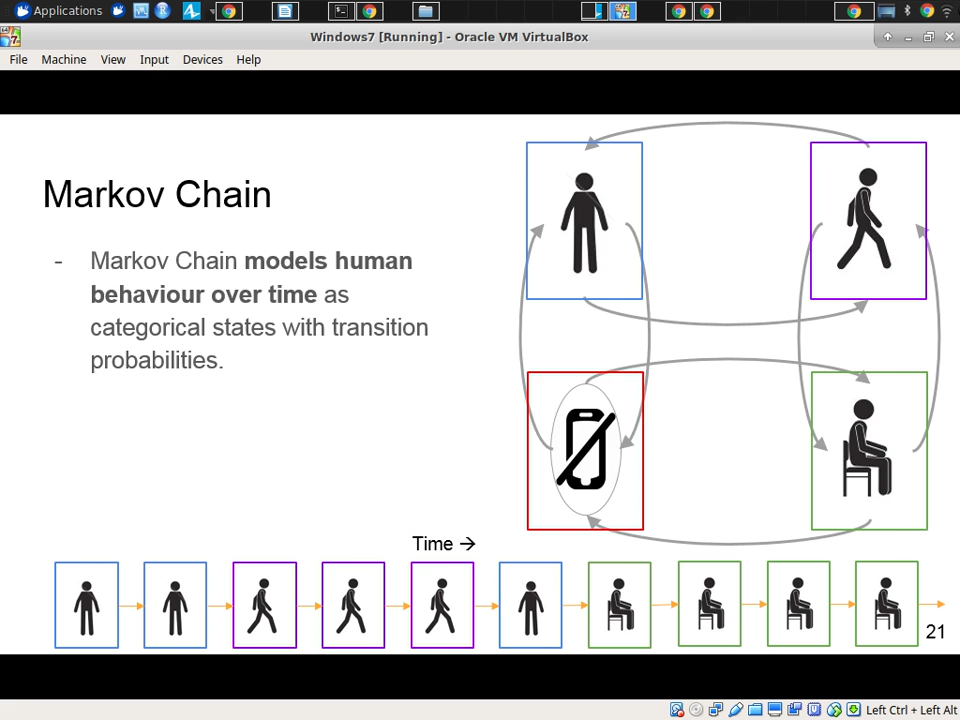 Applications
Windows7 [Running] - Oracle VM VirtualBox
File Machine View Input Devices Help
Markov Chain
- Markov Chain models human
behaviour over time as
categorical states with transition
probabilities.
Time →
21
Left Ctrl + Left Alt